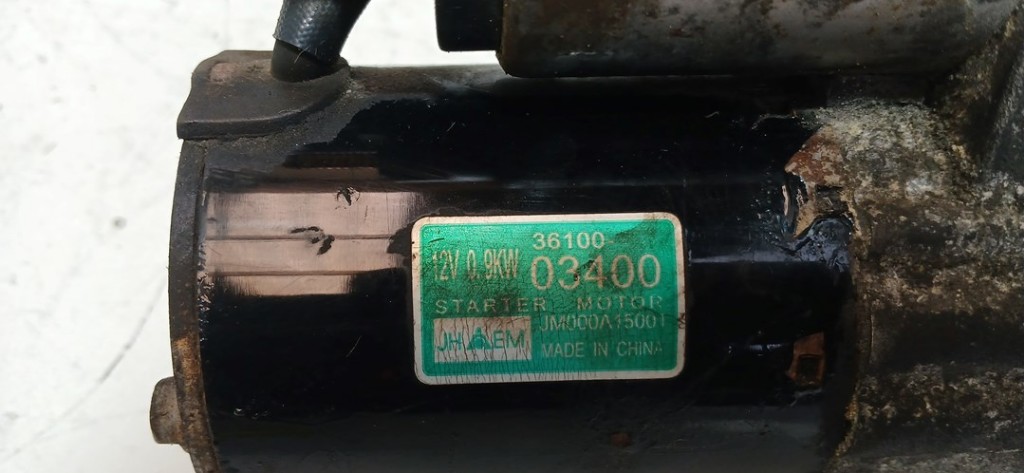 36100-
12V 0.9KW 03400
STARTER MOTOR
JM000A15001
JH EM MADE IN CHINA